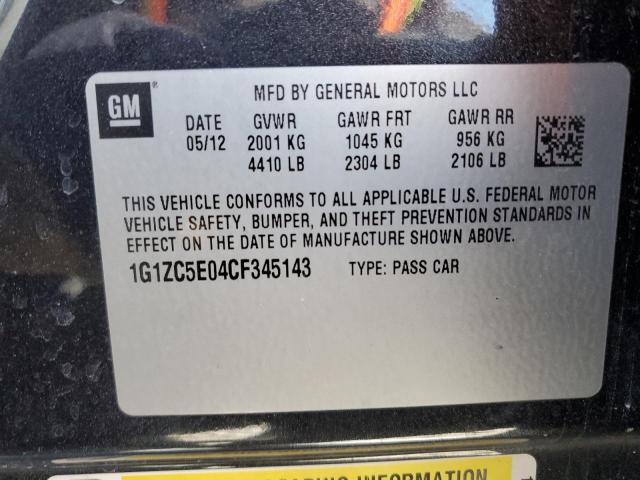 GM ®
MFD BY GENERAL MOTORS LLC
DATE GVWR GAWR FRT GAWR RR
05/12 2001 KG 1045 KG 956 KG
4410 LB 2304 LB 2106 LB
THIS VEHICLE CONFORMS TO ALL APPLICABLE U.S. FEDERAL MOTOR
VEHICLE SAFETY, BUMPER, AND THEFT PREVENTION STANDARDS IN
EFFECT ON THE DATE OF MANUFACTURE SHOWN ABOVE.
1G1ZC5E04CF345143 TYPE: PASS CAR
INFORMATION